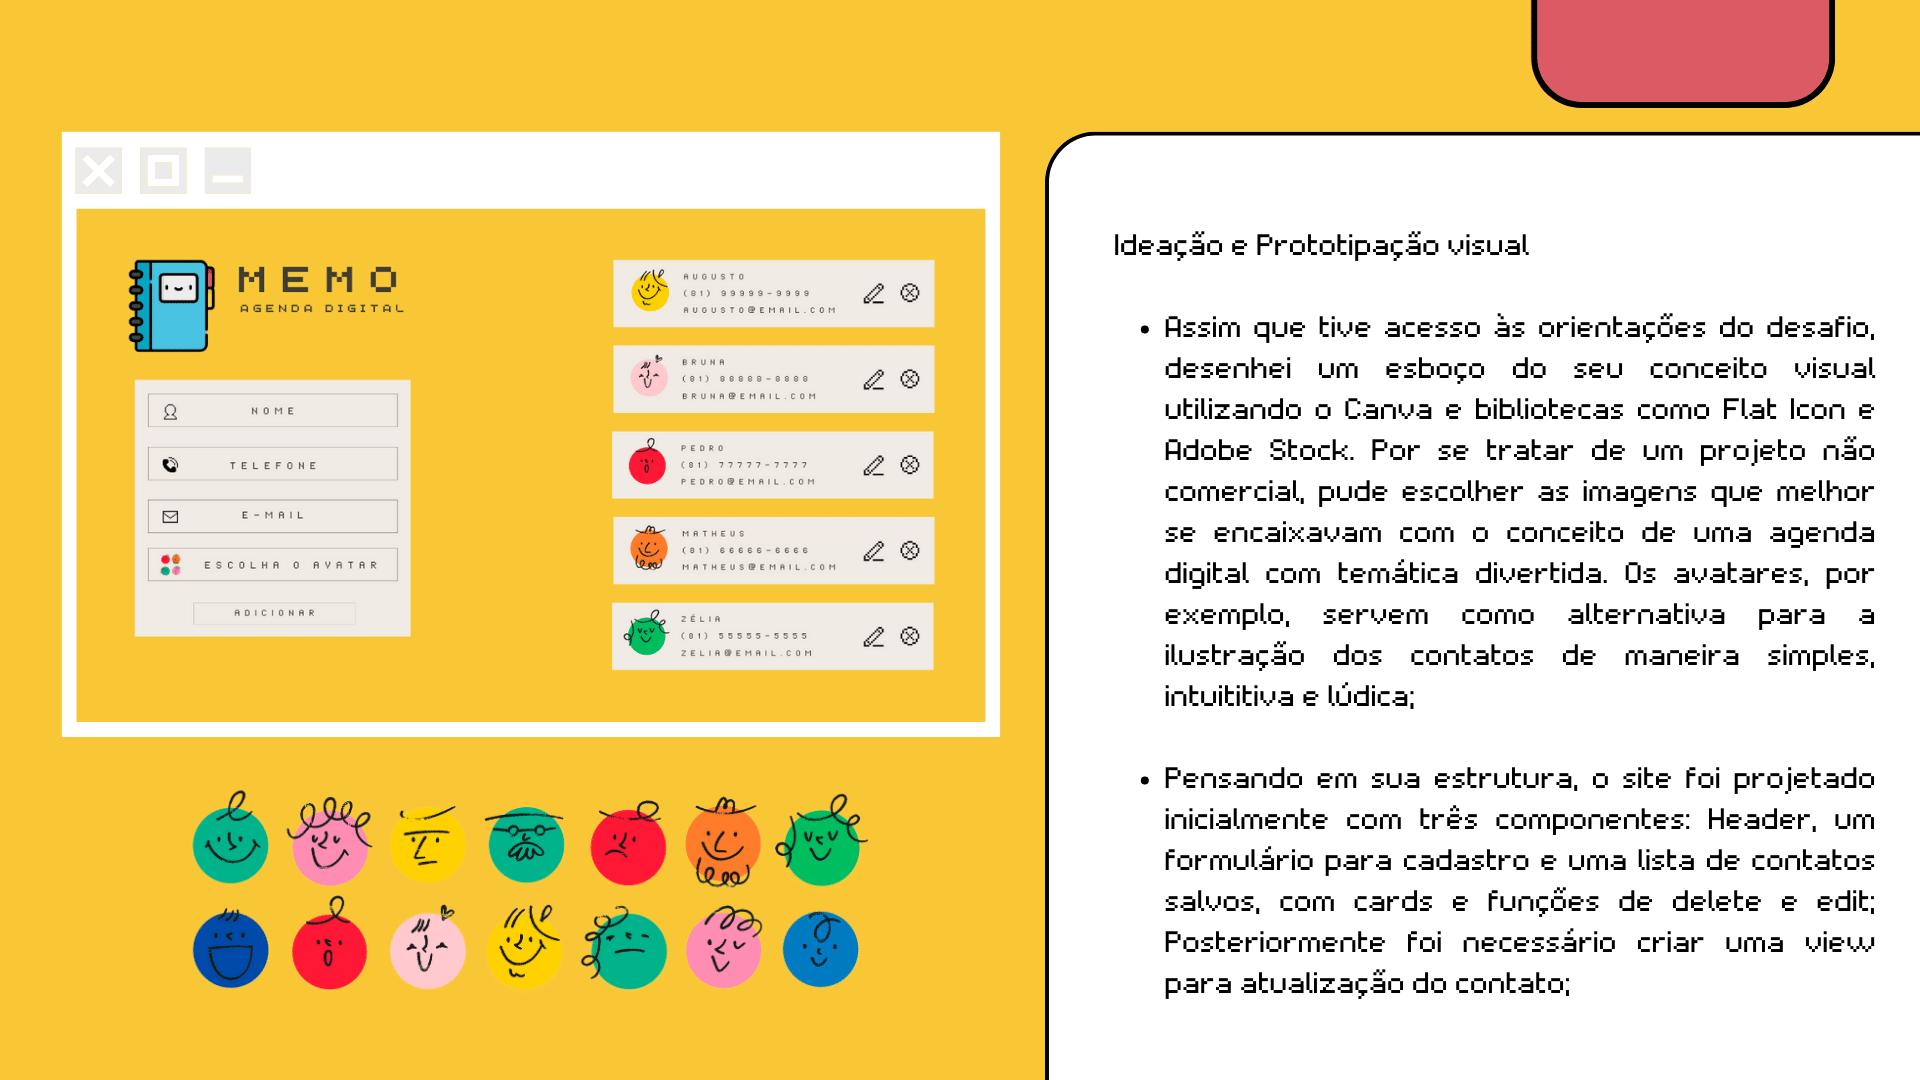 MEMO
AGENDA DIGITAL
NOME
TELEFONE
E-MAIL
ESCOLHA O AVATAR
ADICIONAR
AUGUSTO
(81) 99999-9999
AUGUSTO@EMAIL.COM
BRUNA
(81) 88888-8888
BRUNA@EMAIL.COM
PEDRO
(81) 77777-7777
PEDRO@EMAIL.COM
MATHEUS
(81) 66666-6666
MATHEUS@EMAIL.COM
ZÉLIA
(81) 55555-5555
ZELIA@EMAIL.COM
Ideação e Prototipação visual
• Assim que tive acesso às orientações do desafio,
desenhei um esboço do seu conceito visual
utilizando o Canva e bibliotecas como Flat Icon e
Adobe Stock. Por se tratar de um projeto não
comercial, pude escolher as imagens que melhor
se encaixavam com o conceito de uma agenda
digital com temática divertida. Os avatares, por
exemplo, servem como alternativa para a
ilustração dos contatos de maneira simples,
intuititiva e lúdica;
• Pensando em sua estrutura, o site foi projetado
inicialmente com três componentes: Header, um
formulário para cadastro e uma lista de contatos
salvos, com cards e funções de delete e edit;
Posteriormente foi necessário criar uma view
para atualização do contato;